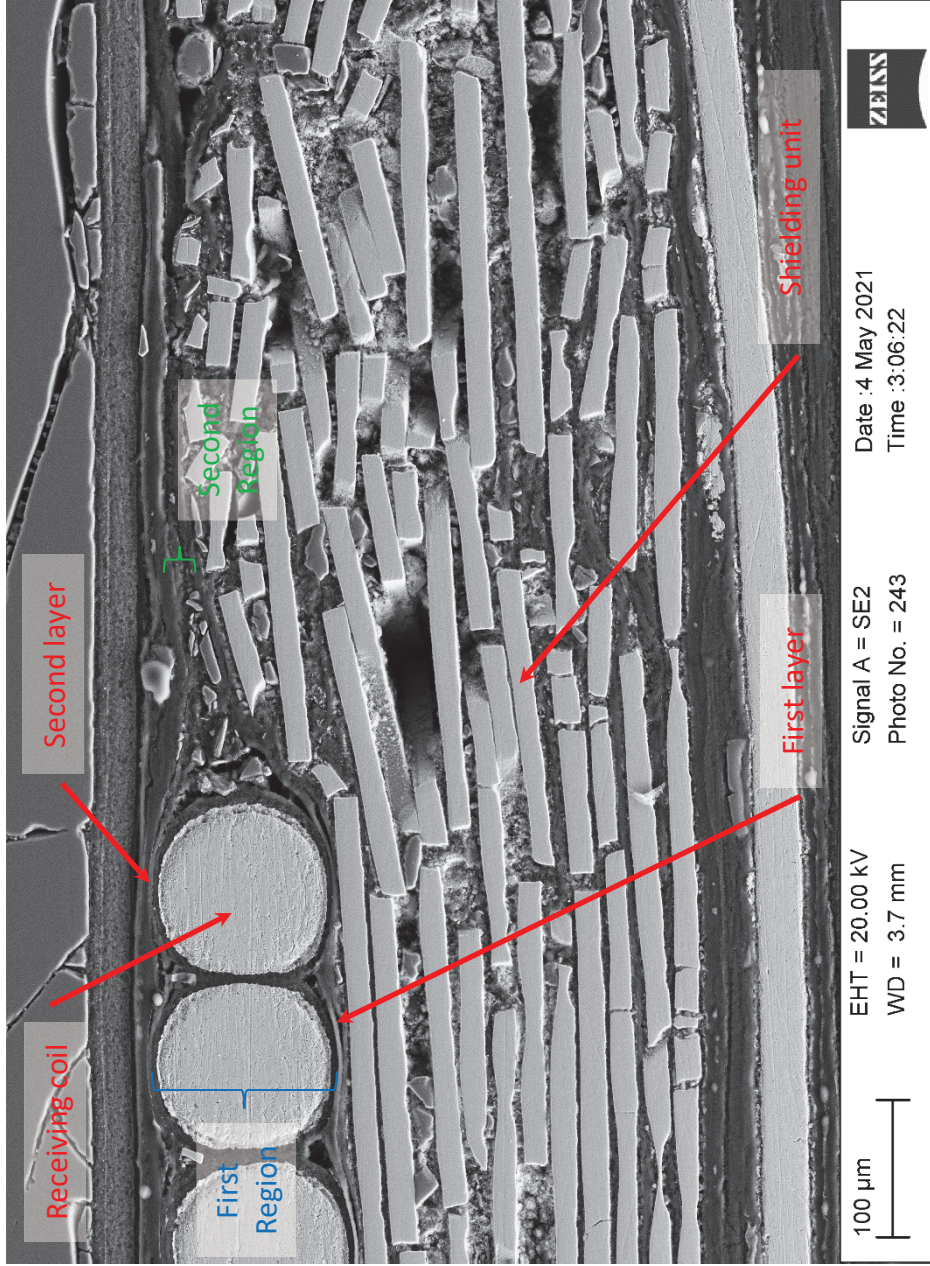 Receiving coil
Second layer
First
Region
Second
Region
First layer
Shielding unit
100 µm
EHT = 20.00 kV
WD = 3.7 mm
Signal A = SE2
Photo No. = 243
Date :4 May 2021
Time :3:06:22
ZEISS